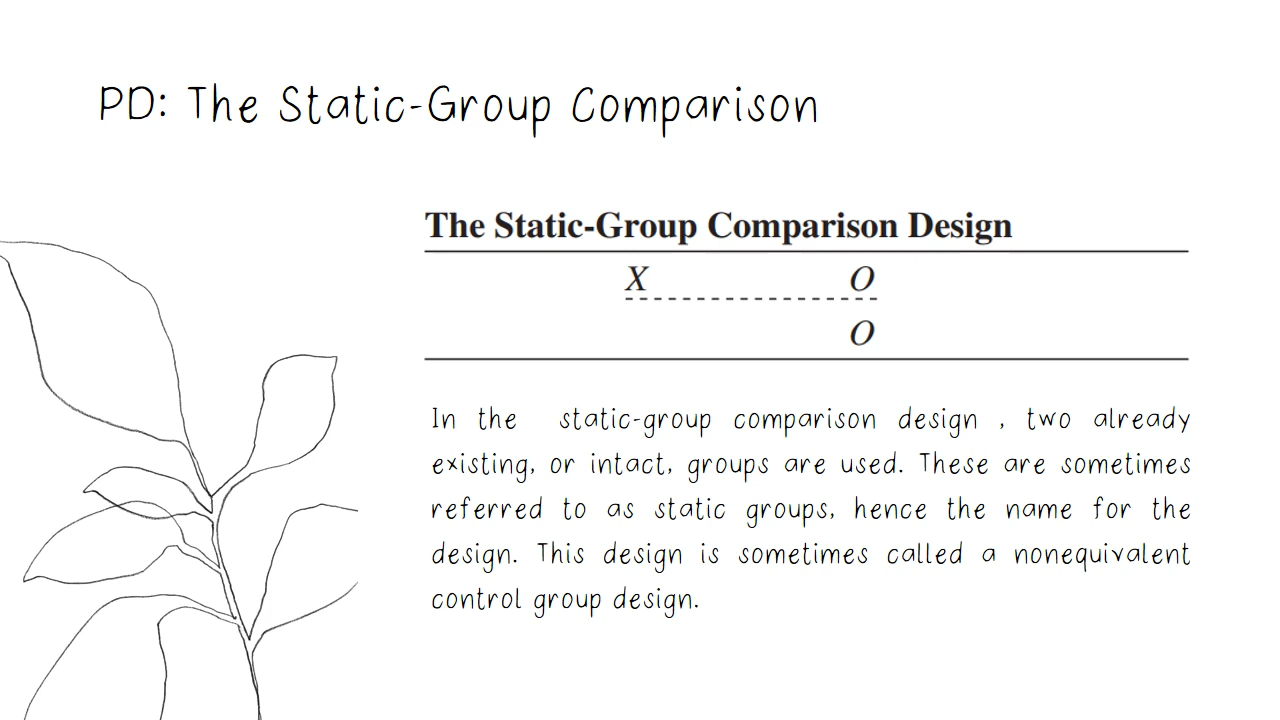 PD: The Static-Group Comparison
The Static-Group Comparison Design
X O
O
In the static-group comparison design , two already
existing, or intact, groups are used. These are sometimes
referred to as static groups, hence the name for the
design. This design is sometimes called a nonequivalent
control group design.